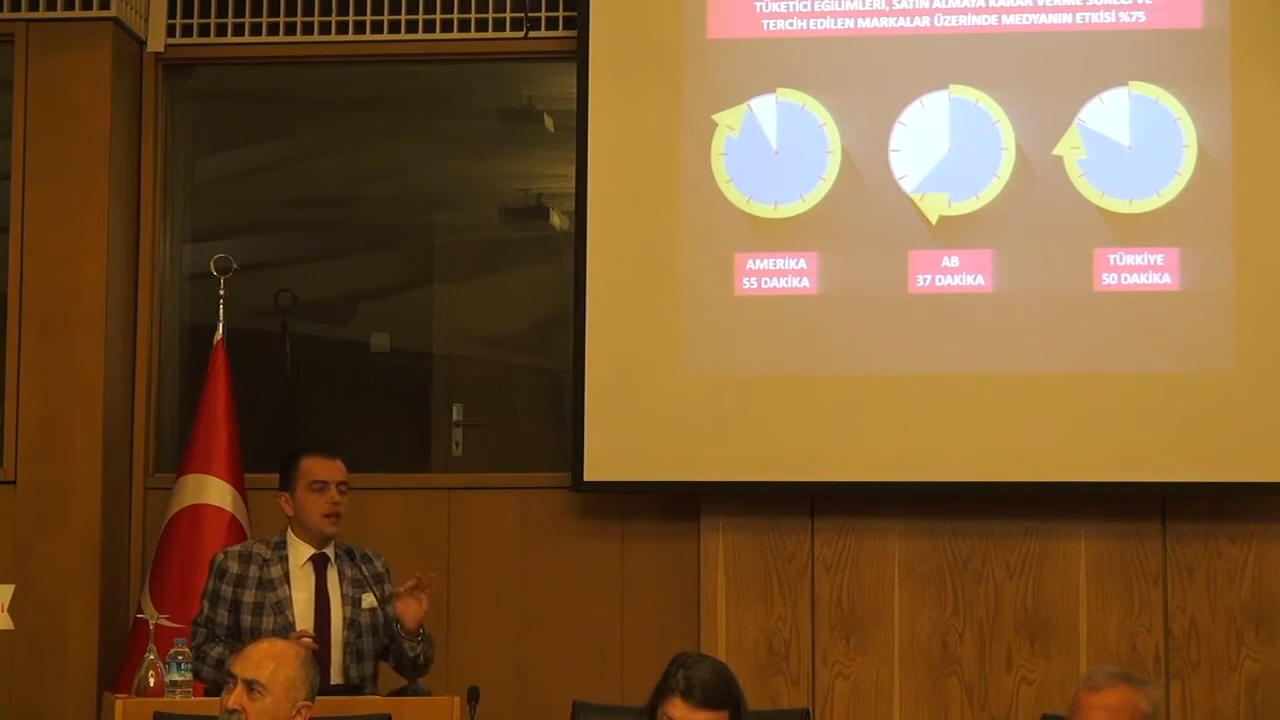 TÜKETİCİ EĞİLİMLERİ, SATIN ALMAYA KARAR VERME SÜRECİ VE
TERCİH EDİLEN MARKALAR ÜZERİNDE MEDYANIN ETKİSİ %75
AMERİKA
55 DAKİKA
AB
37 DAKİKA
TÜRKİYE
50 DAKİKA